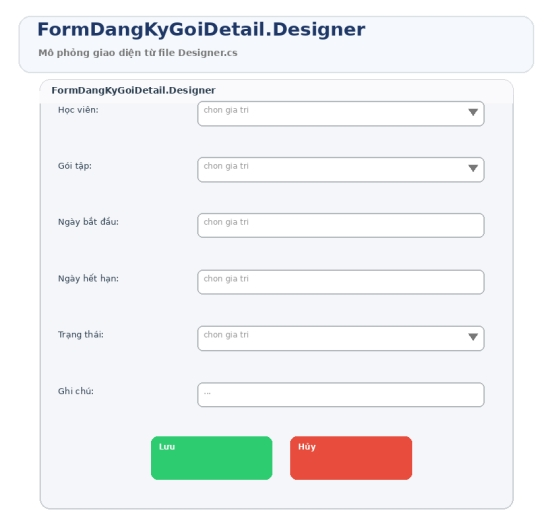 FormDangKyGoiDetail.Designer
Mô phỏng giao diện từ file Designer.cs
FormDangKyGoiDetail.Designer
Học viên:
chon gia tri
Gói tập:
chon gia tri
Ngày bắt đầu:
chon gia tri
Ngày hết hạn:
chon gia tri
Trạng thái:
chon gia tri
Ghi chú:
...
Lưu
Hủy